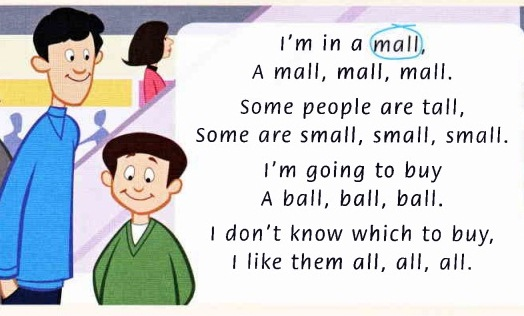 I'm in a mall,
A mall, mall, mall.
Some people are tall,
Some are small, small, small.
I'm going to buy
A ball, ball, ball.
I don't know which to buy,
I like them all, all, all.